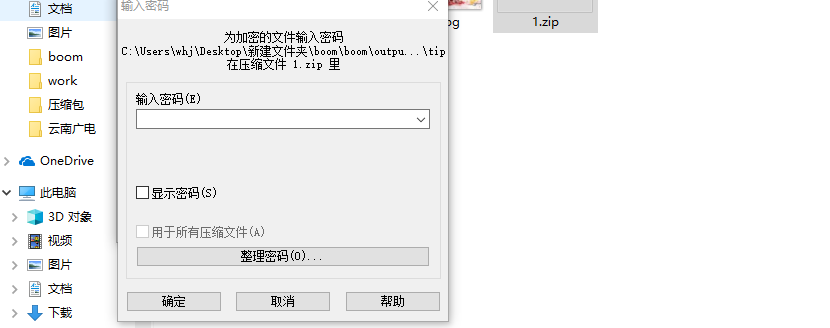 输入密码
为加密的文件输入密码
C:\Users\whj\Desktop\新建文件夹\boom\boom\outpu...\tip
在压缩文件 1.zip 里
输入密码(E)
显示密码(S)
用于所有压缩文件(A)
整理密码(O)...
确定
取消
帮助
文档
图片
boom
work
压缩包
云南广电
OneDrive
此电脑
3D 对象
视频
图片
文档
下载
1.zip